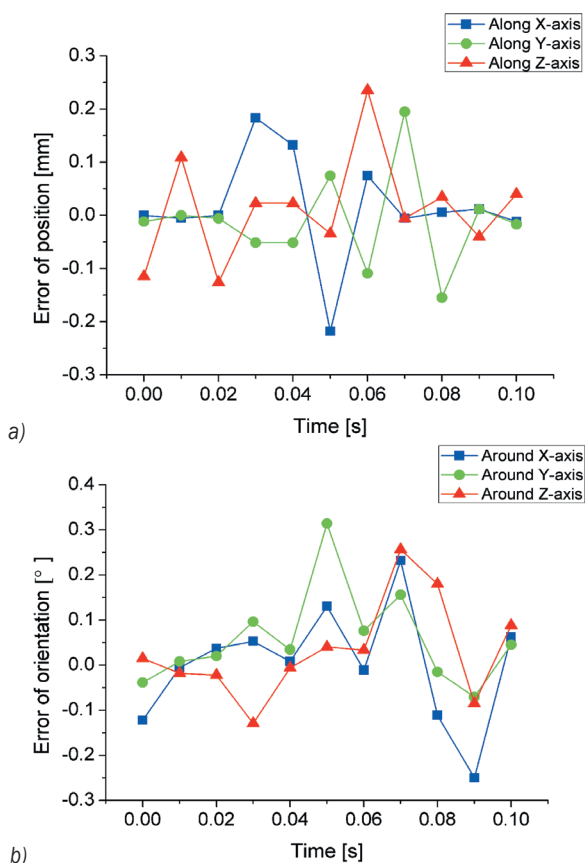 Along X-axis
Along Y-axis
Along Z-axis
0.3
0.2
0.1
0.0
-0.1
-0.2
-0.3
Error of position [mm]
0.00 0.02 0.04 0.06 0.08 0.10
Time [s]
a)
Around X-axis
Around Y-axis
Around Z-axis
0.4
0.3
0.2
0.1
0.0
-0.1
-0.2
-0.3
Error of orientation [° ]
0.00 0.02 0.04 0.06 0.08 0.10
Time [s]
b)